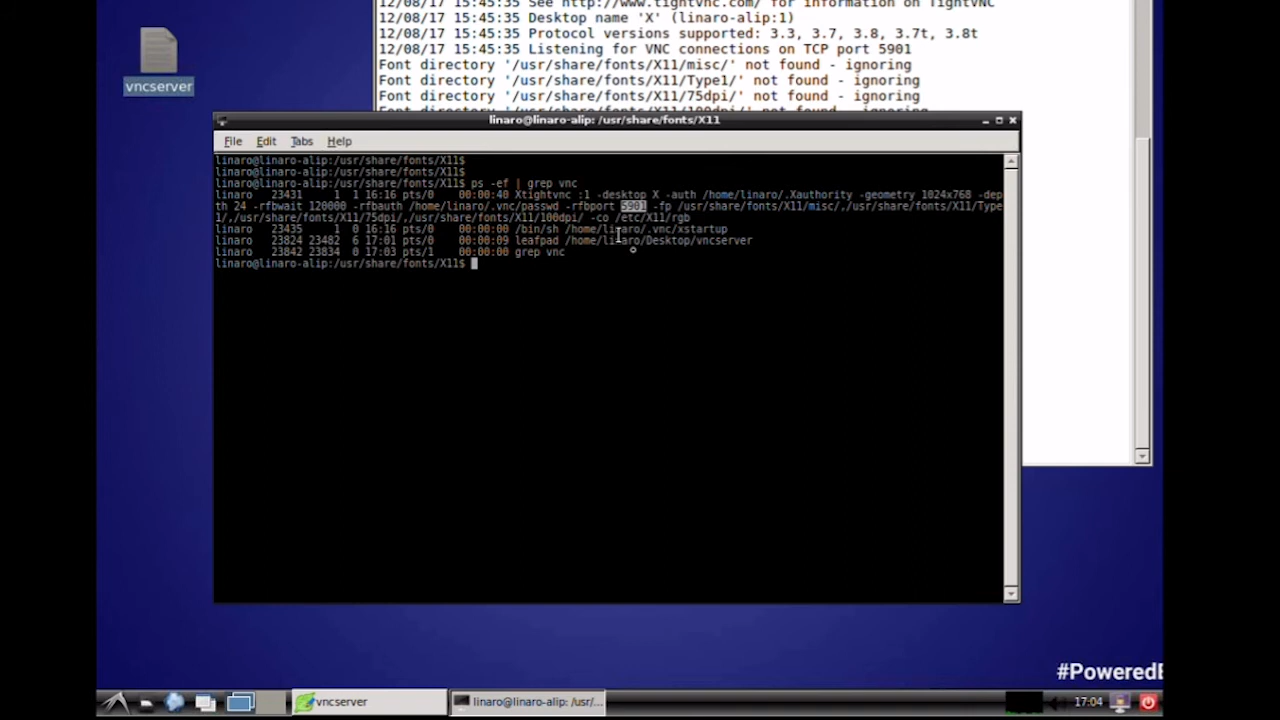 12/08/17 15:45:35 See http://www.tightvnc.com/ for information on TightVNC
12/08/17 15:45:35 Desktop name 'X' (linaro-alip:1)
12/08/17 15:45:35 Protocol versions supported: 3.3, 3.7, 3.8, 3.7t, 3.8t
12/08/17 15:45:35 Listening for VNC connections on TCP port 5901
Font directory '/usr/share/fonts/X11/misc/' not found - ignoring
Font directory '/usr/share/fonts/X11/Type1/' not found - ignoring
Font directory '/usr/share/fonts/X11/75dpi/' not found - ignoring
Font directory '/usr/share/fonts/X11/100dpi/' not found - ignoring
vncserver
linaro@linaro-alip: /usr/share/fonts/X11
File Edit Tabs Help
linaro@linaro-alip:/usr/share/fonts/X11$
linaro@linaro-alip:/usr/share/fonts/X11$
linaro@linaro-alip:/usr/share/fonts/X11$ ps -ef | grep vnc
linaro 23431 1 1 16:16 pts/0 00:00:40 Xtightvnc :1 -desktop X -auth /home/linaro/.Xauthority -geometry 1024x768 -dep
th 24 -rfbwait 120000 -rfbauth /home/linaro/.vnc/passwd -rfbport 5901 -fp /usr/share/fonts/X11/misc/,/usr/share/fonts/X11/Type
1/,/usr/share/fonts/X11/75dpi/,/usr/share/fonts/X11/100dpi/ -co /etc/X11/rgb
linaro 23435 1 0 16:16 pts/0 00:00:00 /bin/sh /home/linaro/.vnc/xstartup
linaro 23824 23482 6 17:01 pts/0 00:00:09 leafpad /home/linaro/Desktop/vncserver
linaro 23842 23834 0 17:03 pts/1 00:00:00 grep vnc
linaro@linaro-alip:/usr/share/fonts/X11$
#PoweredB
vncserver
linaro@linaro-alip: /usr/...
17:04